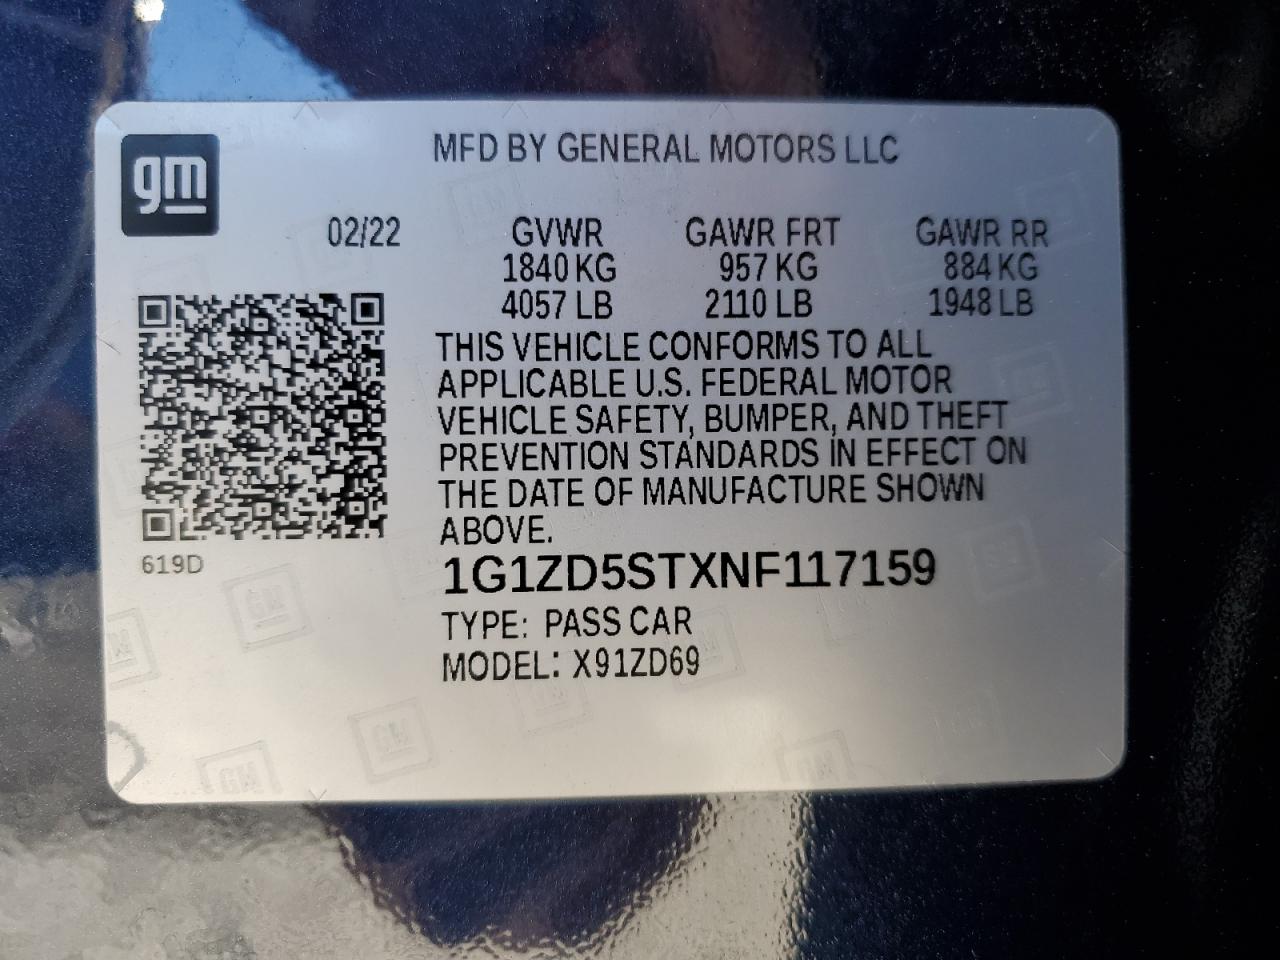 MFD BY GENERAL MOTORS LLC
gm
02/22 GVWR GAWR FRT GAWR RR
1840 KG 957 KG 884 KG
4057 LB 2110 LB 1948 LB
THIS VEHICLE CONFORMS TO ALL
APPLICABLE U.S. FEDERAL MOTOR
VEHICLE SAFETY, BUMPER, AND THEFT
PREVENTION STANDARDS IN EFFECT ON
THE DATE OF MANUFACTURE SHOWN
ABOVE.
619D
1G1ZD5STXNF117159
TYPE: PASS CAR
MODEL: X91ZD69